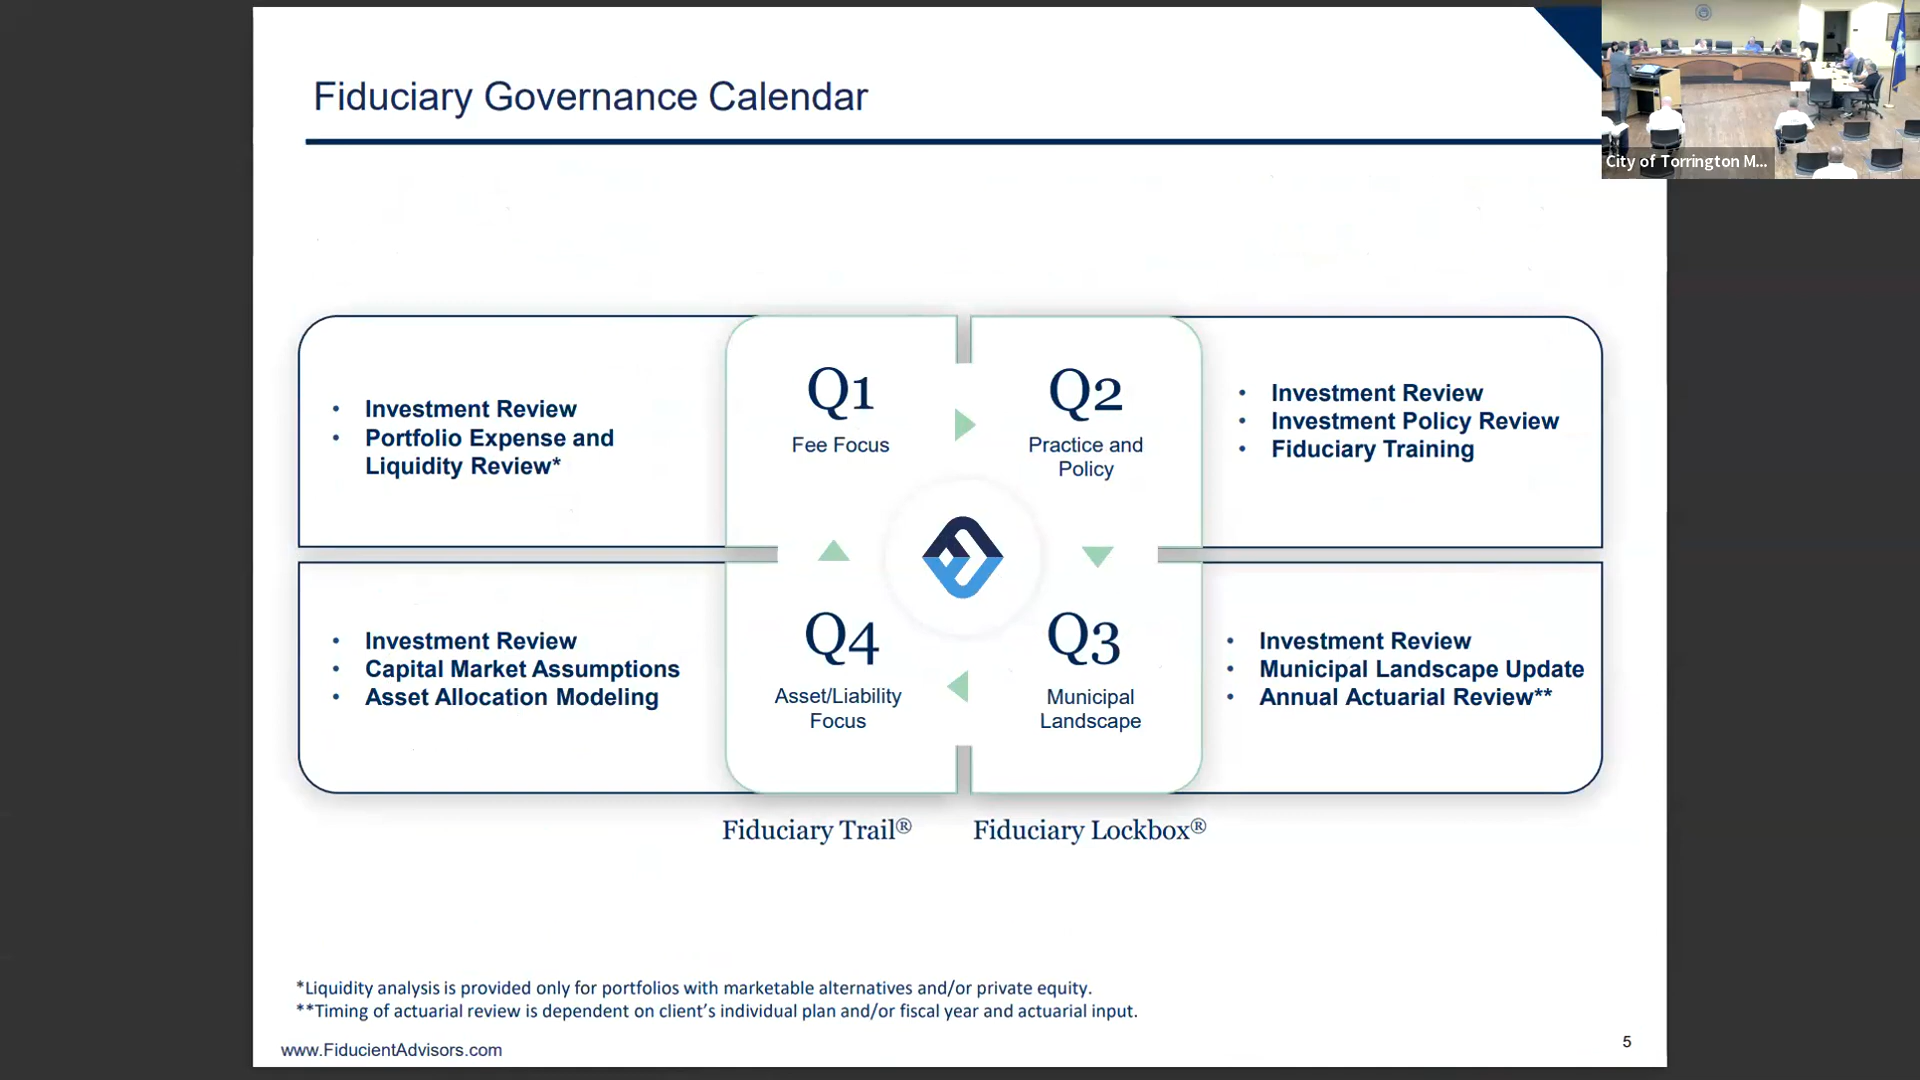 Fiduciary Governance Calendar
City of Torrington M...
• Investment Review
• Portfolio Expense and
Liquidity Review*
Q1
Fee Focus
Q2
Practice and
Policy
• Investment Review
• Investment Policy Review
• Fiduciary Training
• Investment Review
• Capital Market Assumptions
• Asset Allocation Modeling
Q4
Asset/Liability
Focus
Q3
Municipal
Landscape
• Investment Review
• Municipal Landscape Update
• Annual Actuarial Review**
Fiduciary Trail®
Fiduciary Lockbox®
*Liquidity analysis is provided only for portfolios with marketable alternatives and/or private equity.
**Timing of actuarial review is dependent on client’s individual plan and/or fiscal year and actuarial input.
www.FiducientAdvisors.com
5